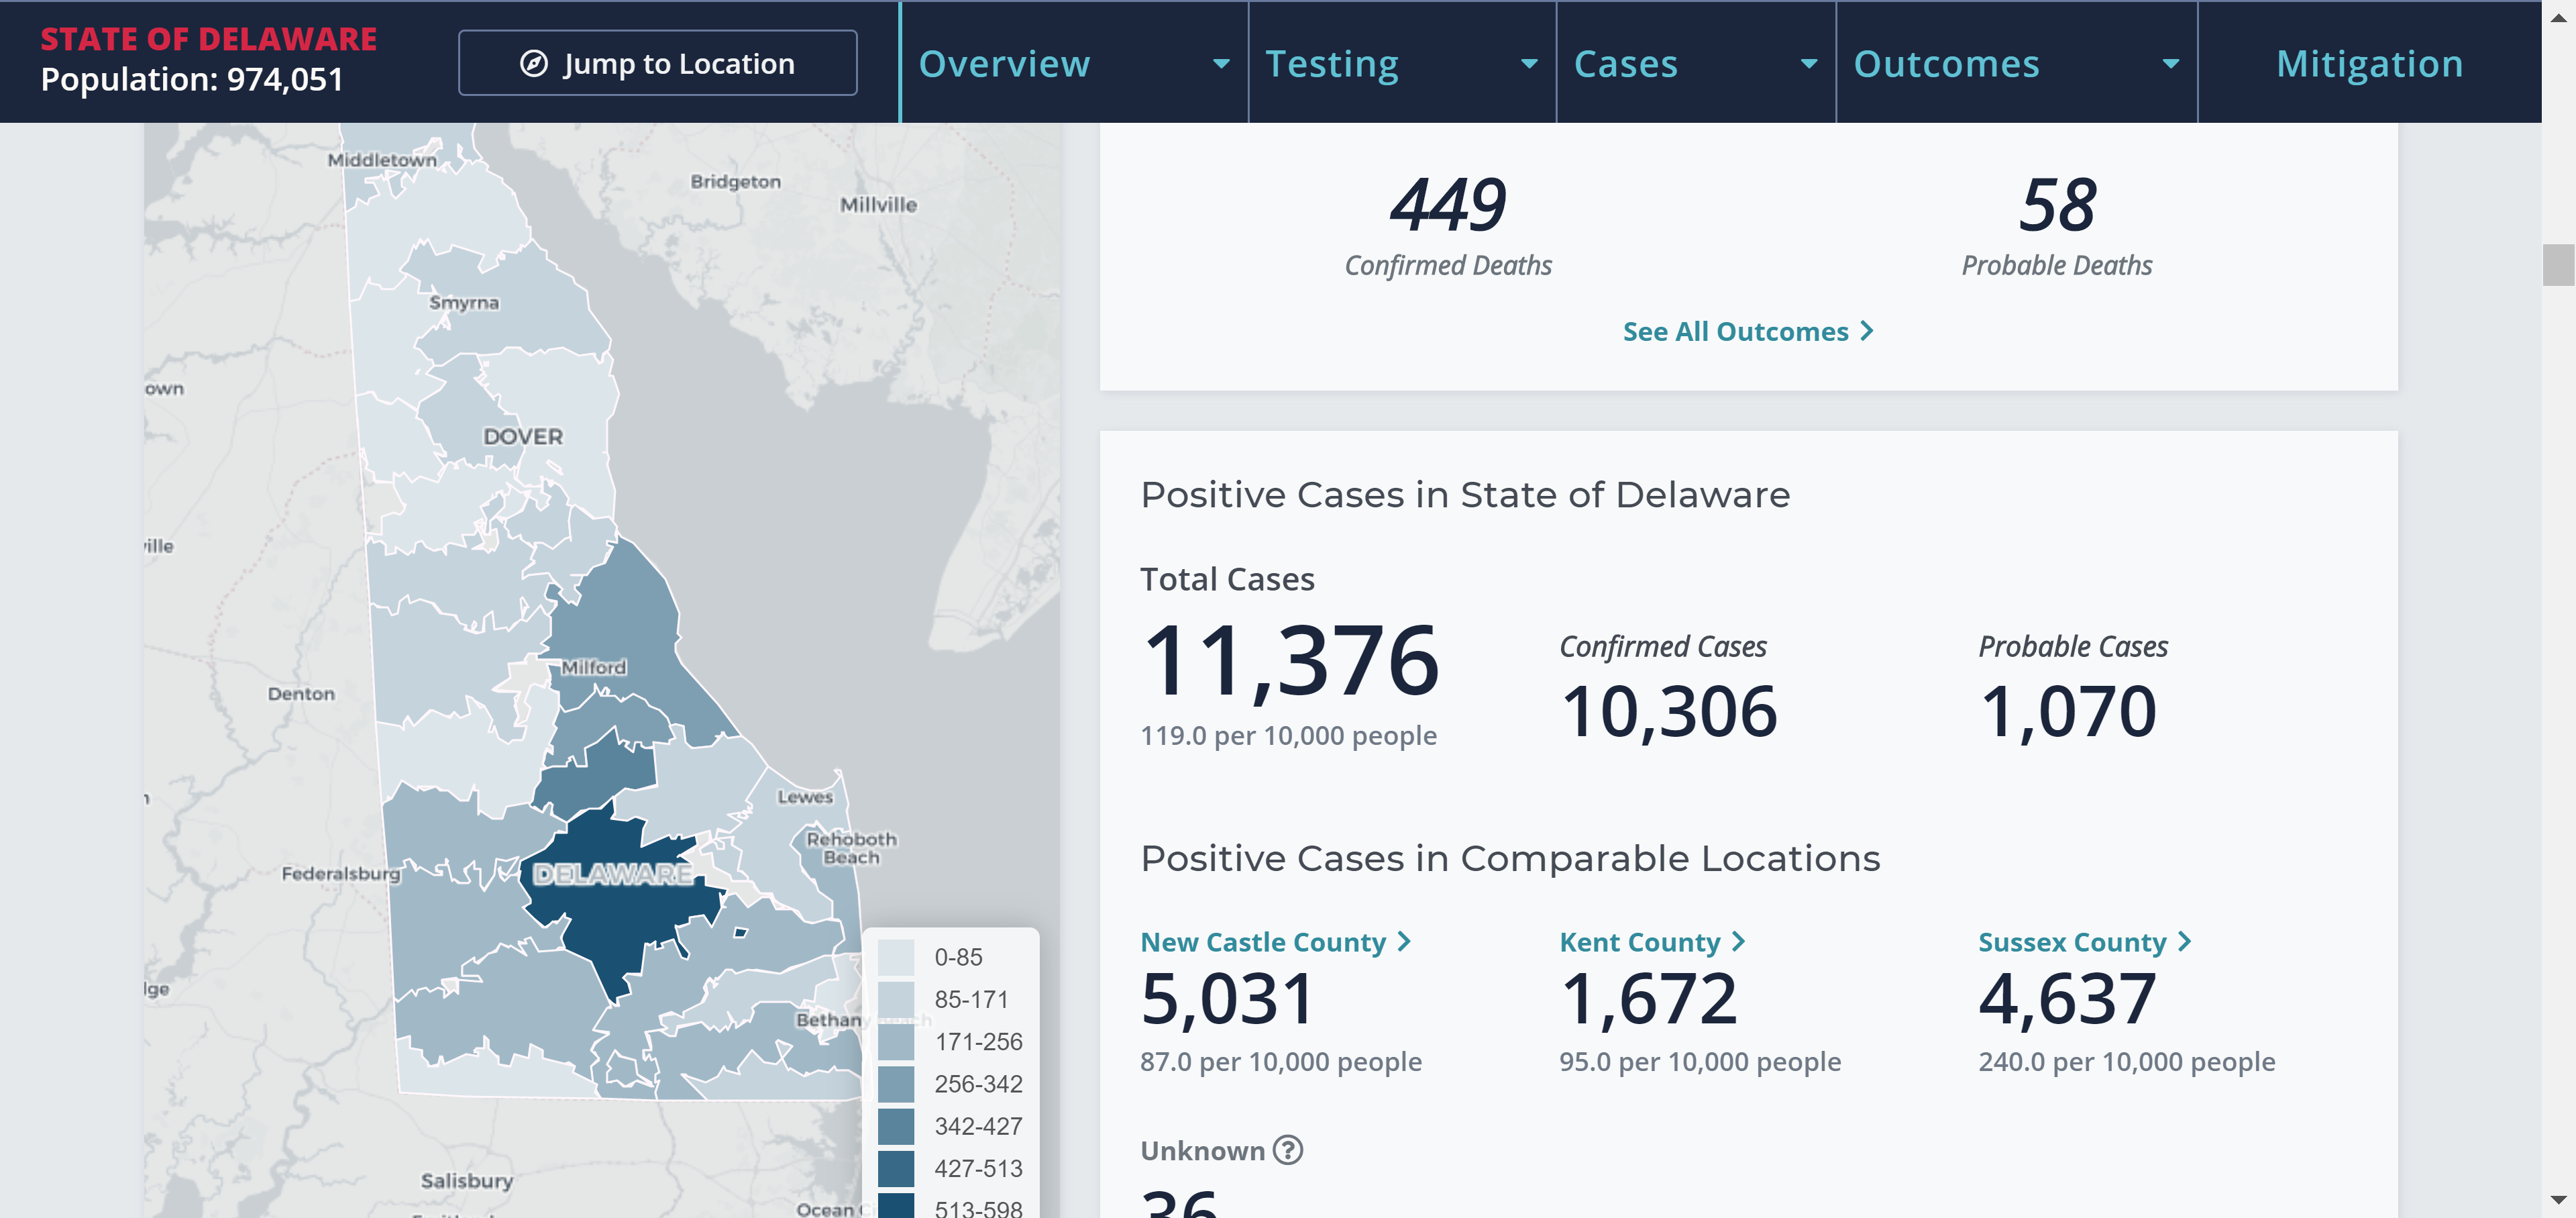 STATE OF DELAWARE
Population: 974,051
Jump to Location
Overview
Testing
Cases
Outcomes
Mitigation
Middletown
Bridgeton
Millville
Smyrna
own
DOVER
ville
Milford
Denton
Lewes
Rehoboth
Beach
Federalsburg
DELAWARE
lge
Bethany Beach
Salisbury
Ocean Ci
0-85
85-171
171-256
256-342
342-427
427-513
513-598
449
Confirmed Deaths
58
Probable Deaths
See All Outcomes
Positive Cases in State of Delaware
Total Cases
11,376
119.0 per 10,000 people
Confirmed Cases
10,306
Probable Cases
1,070
Positive Cases in Comparable Locations
New Castle County
5,031
87.0 per 10,000 people
Kent County
1,672
95.0 per 10,000 people
Sussex County
4,637
240.0 per 10,000 people
Unknown ?
36